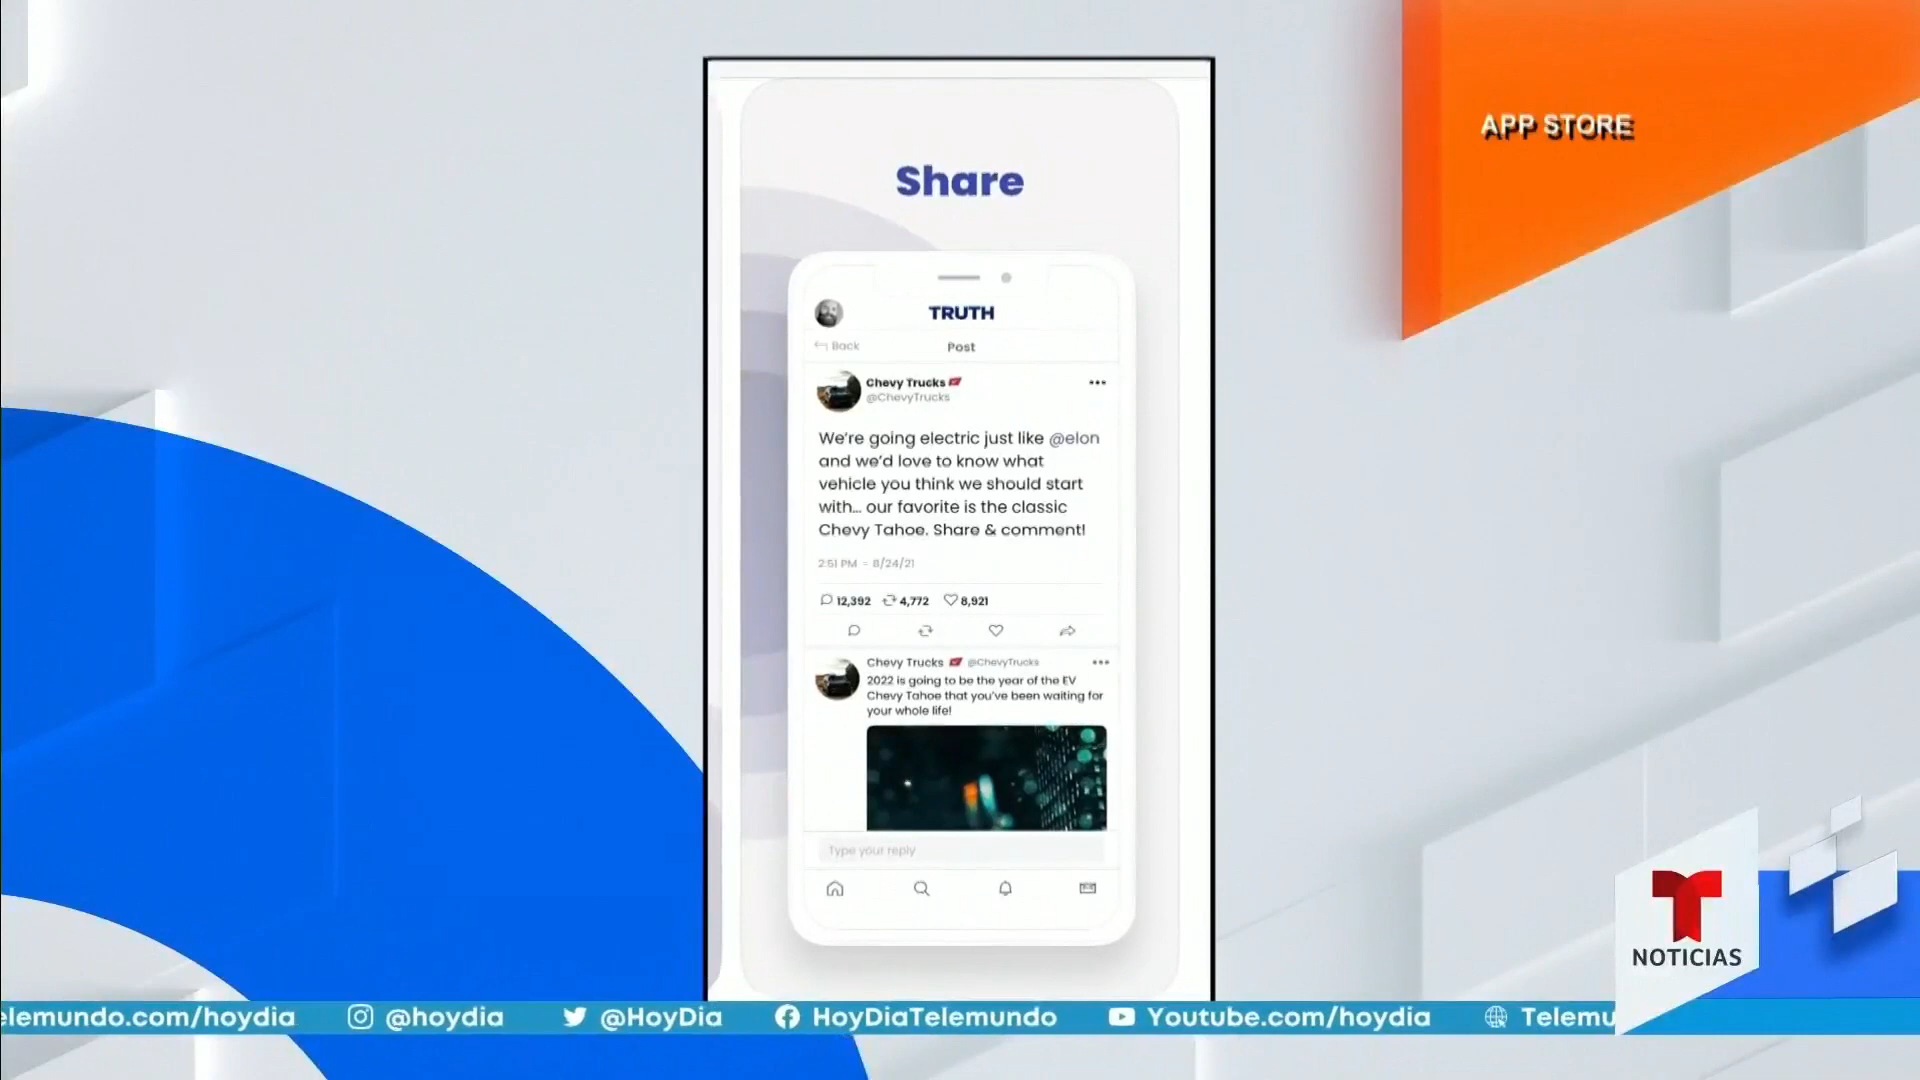 APP STORE
Share
TRUTH
Back
Post
Chevy Trucks
@ChevyTrucks
We're going electric just like @elon
and we'd love to know what
vehicle you think we should start
with... our favorite is the classic
Chevy Tahoe. Share & comment!
2:51 PM - 8/24/21
12,392 4,772 8,921
Chevy Trucks @ChevyTrucks
2022 is going to be the year of the EV
Chevy Tahoe that you've been waiting for
your whole life!
Type your reply
T
NOTICIAS
elemundo.com/hoydia @hoydia @HoyDia HoyDiaTelemundo Youtube.com/hoydia Telemu